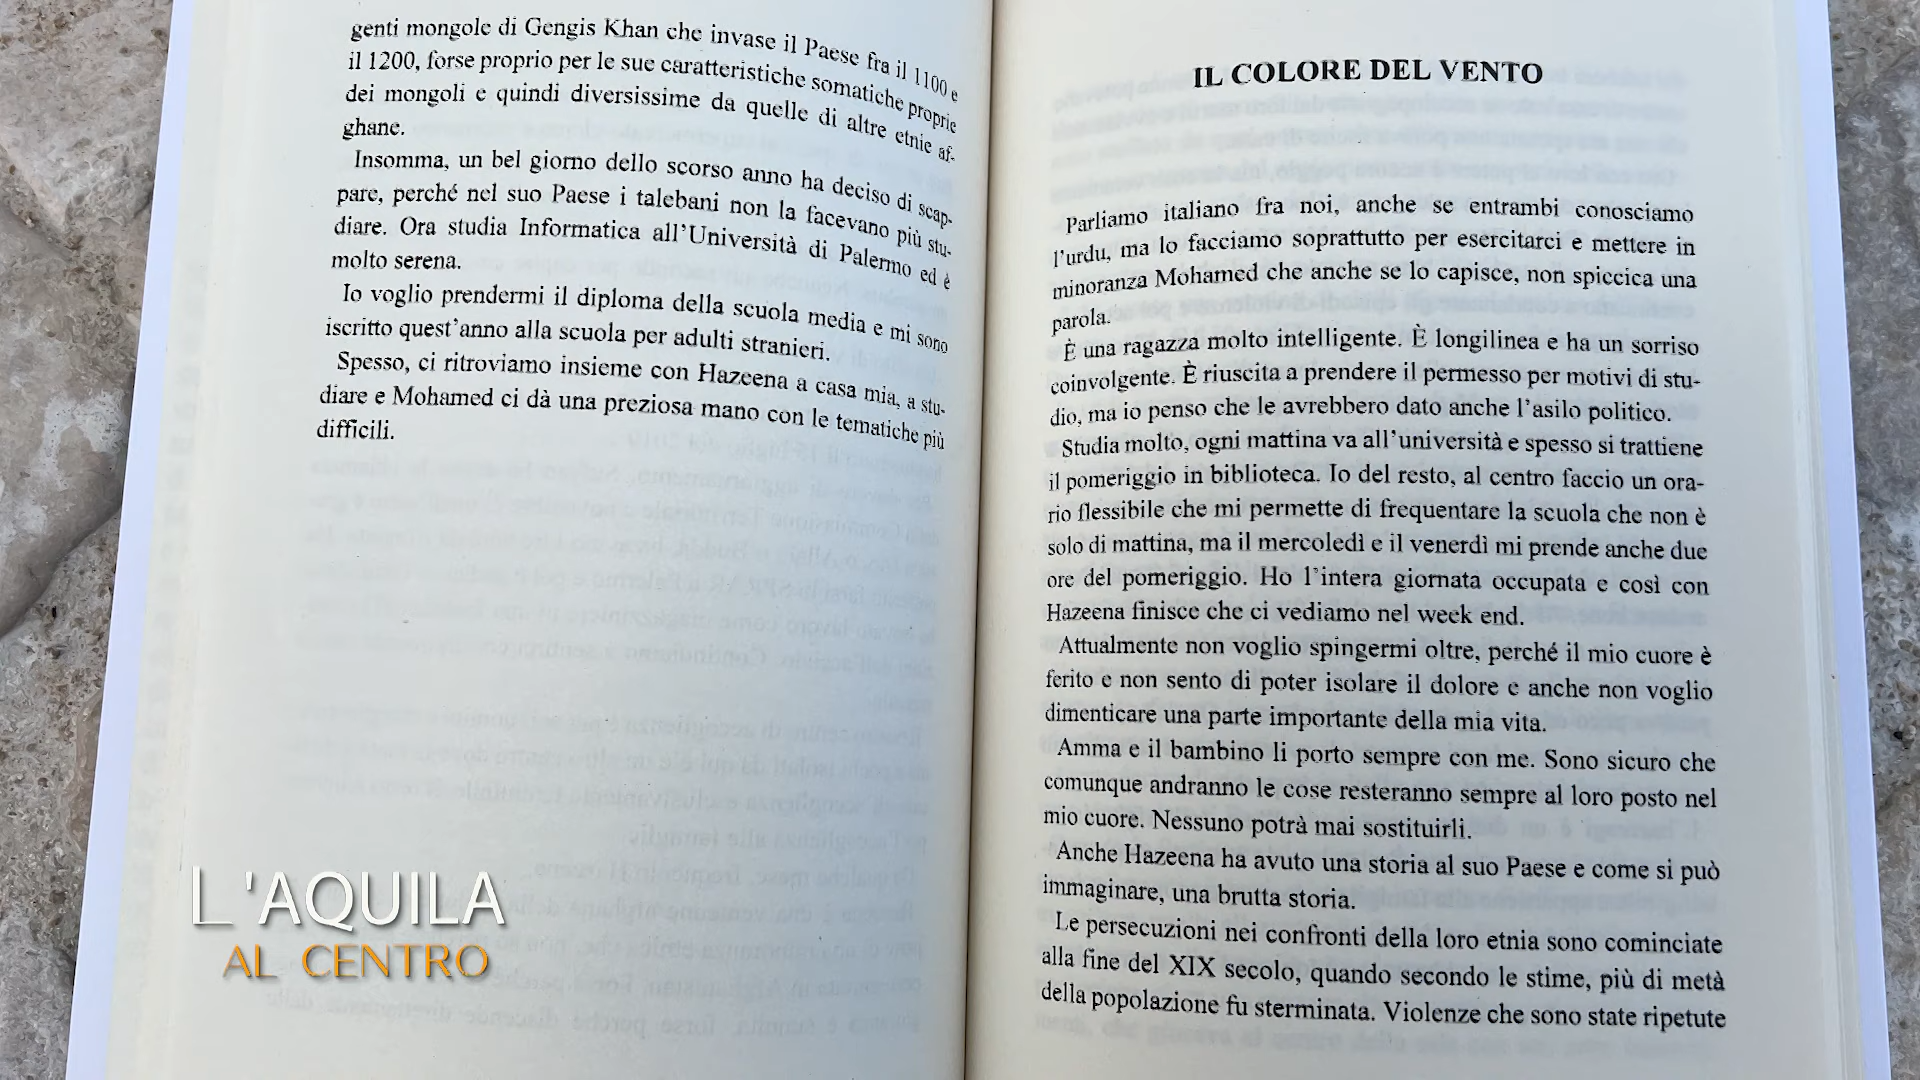 genti mongole di Gengis Khan che invase il Paese fra il 1100 e
il 1200, forse proprio per le sue caratteristiche somatiche proprie
dei mongoli e quindi diversissime da quelle di altre etnie af-
ghane.
Insomma, un bel giorno dello scorso anno ha deciso di scap-
pare, perché nel suo Paese i talebani non la facevano più stu-
diare. Ora studia Informatica all'Università di Palermo ed è
molto serena.
Io voglio prendermi il diploma della scuola media e mi sono
iscritto quest'anno alla scuola per adulti stranieri.
Spesso, ci ritroviamo insieme con Hazeena a casa mia, a stu-
diare e Mohamed ci dà una preziosa mano con le tematiche più
difficili.
IL COLORE DEL VENTO
Parliamo italiano fra noi, anche se entrambi conosciamo
l'urdu, ma lo facciamo soprattutto per esercitarci e mettere in
minoranza Mohamed che anche se lo capisce, non spiccica una
parola.
È una ragazza molto intelligente. È longilinea e ha un sorriso
coinvolgente. È riuscita a prendere il permesso per motivi di stu-
dio, ma io penso che le avrebbero dato anche l'asilo politico.
Studia molto, ogni mattina va all'università e spesso si trattiene
il pomeriggio in biblioteca. Io del resto, al centro faccio un ora-
rio flessibile che mi permette di frequentare la scuola che non è
solo di mattina, ma il mercoledì e il venerdì mi prende anche due
ore del pomeriggio. Ho l'intera giornata occupata e così con
Hazeena finisce che ci vediamo nel week end.
Attualmente non voglio spingermi oltre, perché il mio cuore è
ferito e non sento di poter isolare il dolore e anche non voglio
dimenticare una parte importante della mia vita.
Amma e il bambino li porto sempre con me. Sono sicuro che
comunque andranno le cose resteranno sempre al loro posto nel
mio cuore. Nessuno potrà mai sostituirli.
Anche Hazeena ha avuto una storia al suo Paese e come si può
immaginare, una brutta storia.
Le persecuzioni nei confronti della loro etnia sono cominciate
alla fine del XIX secolo, quando secondo le stime, più di metà
della popolazione fu sterminata. Violenze che sono state ripetute
L'AQUILA
AL CENTRO